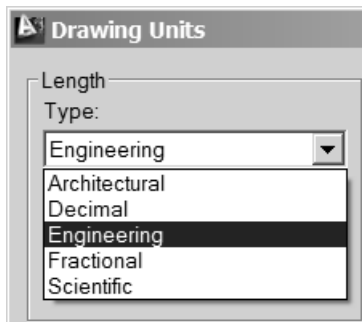 Drawing Units
Length
Type:
Engineering
Architectural
Decimal
Engineering
Fractional
Scientific